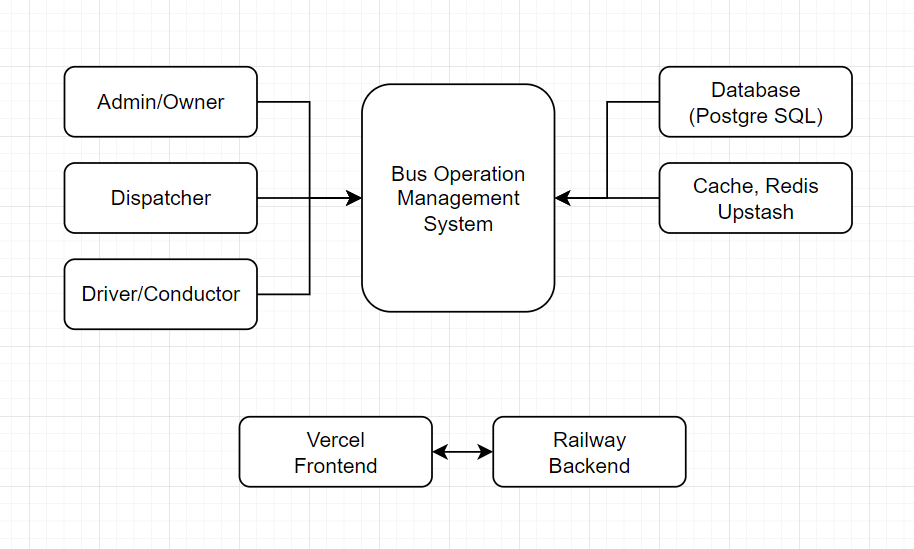 Admin/Owner
Dispatcher
Driver/Conductor
Bus Operation
Management
System
Database
(Postgre SQL)
Cache, Redis
Upstash
Vercel
Frontend
Railway
Backend